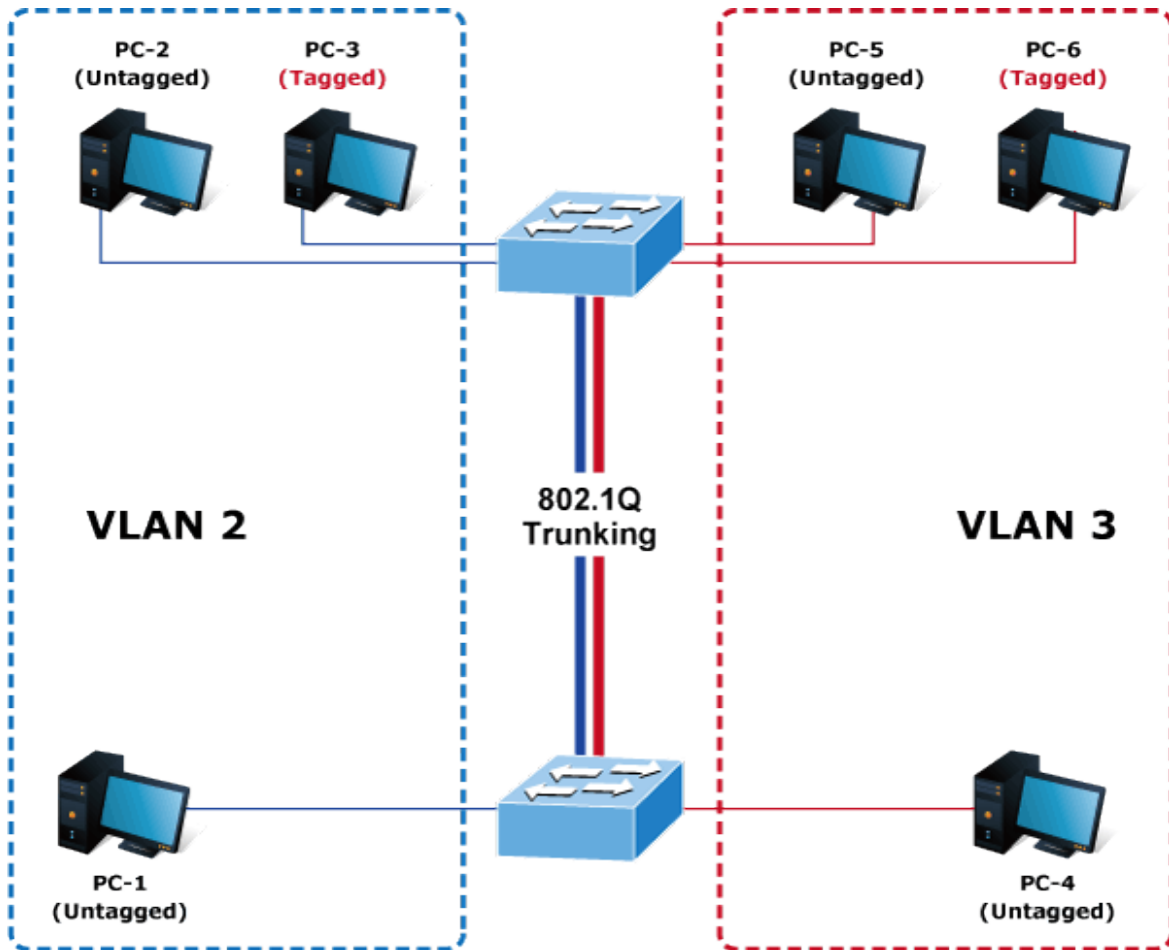 PC-2
(Untagged)
PC-3
(Tagged)
PC-5
(Untagged)
PC-6
(Tagged)
802.1Q
Trunking
VLAN 2
VLAN 3
PC-1
(Untagged)
PC-4
(Untagged)